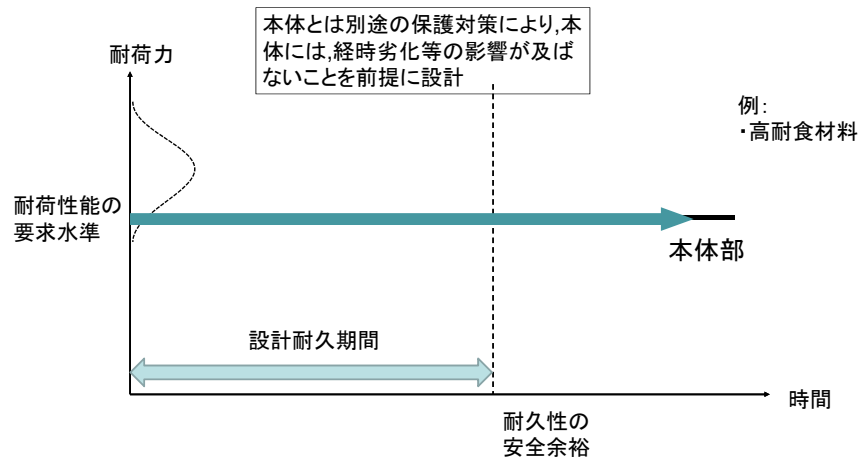 本体とは別途の保護対策により,本
体には,経時劣化等の影響が及ば
ないことを前提に設計
耐荷力
例:
・高耐食材料
耐荷性能の
要求水準
本体部
設計耐久期間
時間
耐久性の
安全余裕